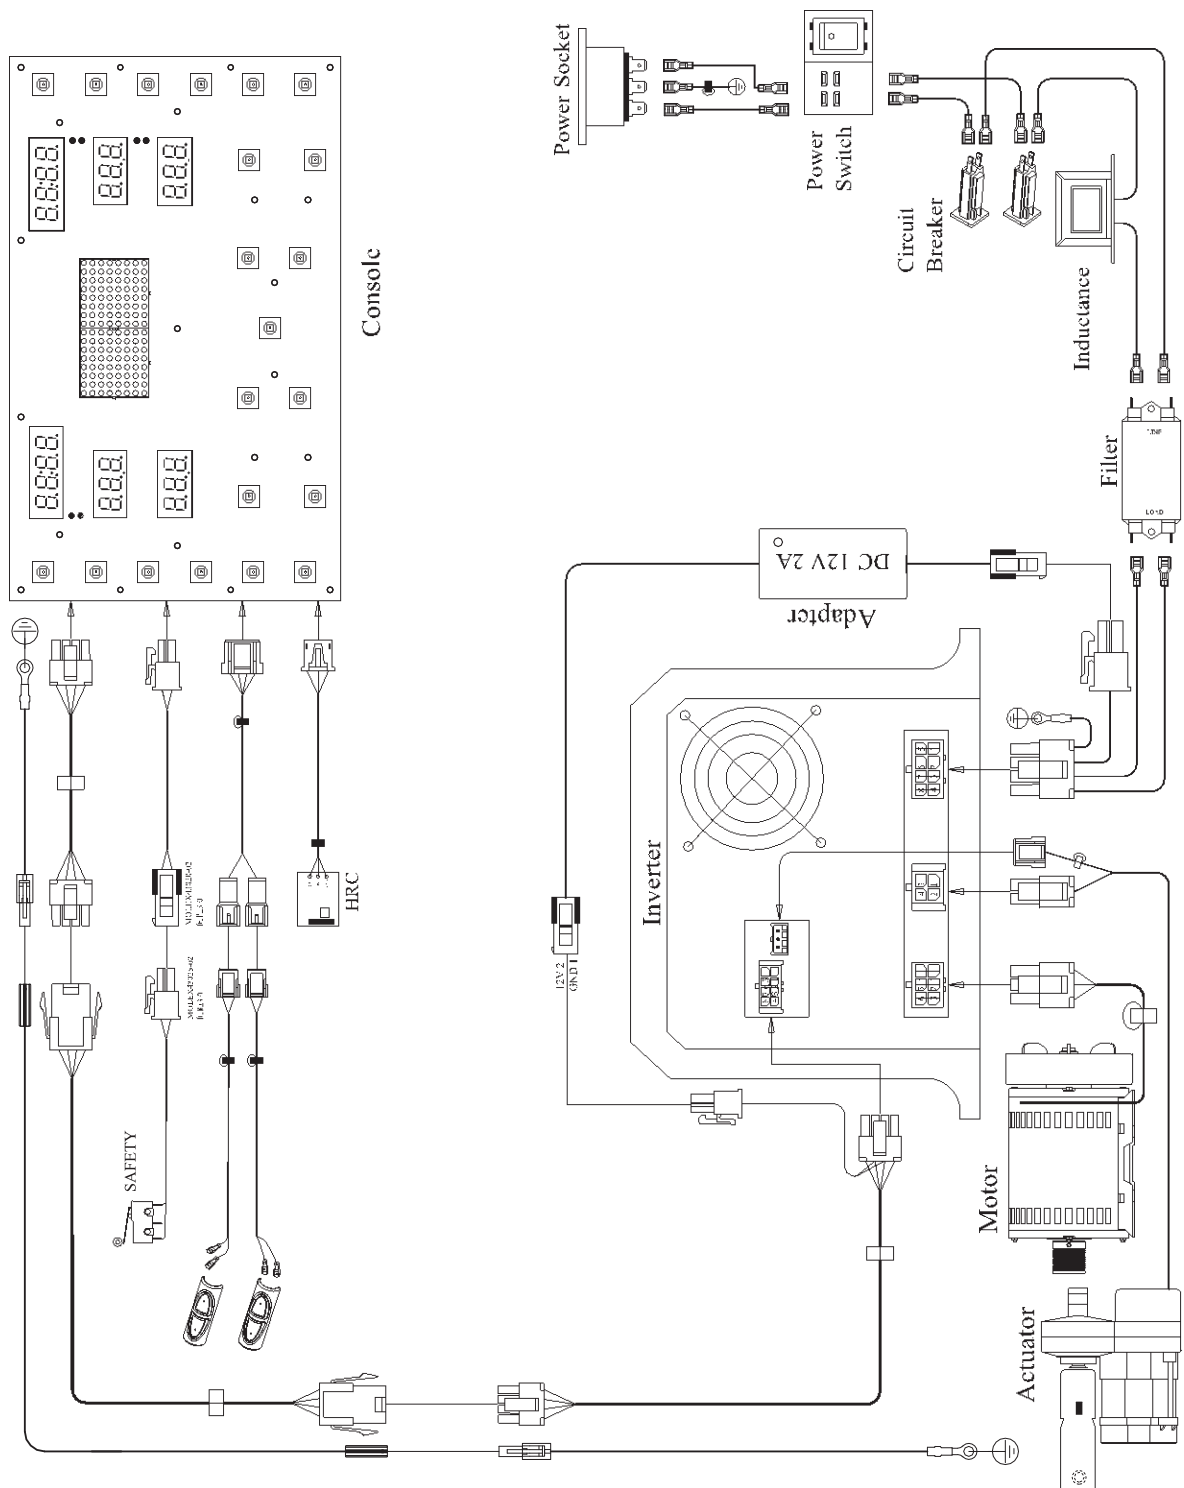 Power Socket
Power
Switch
Circuit
Breaker
Inductance
Filter
LOAD
Console
DC 12V 2A
Adapter
Inverter
HRC
12V 2
GND 1
SAFETY
Motor
Actuator